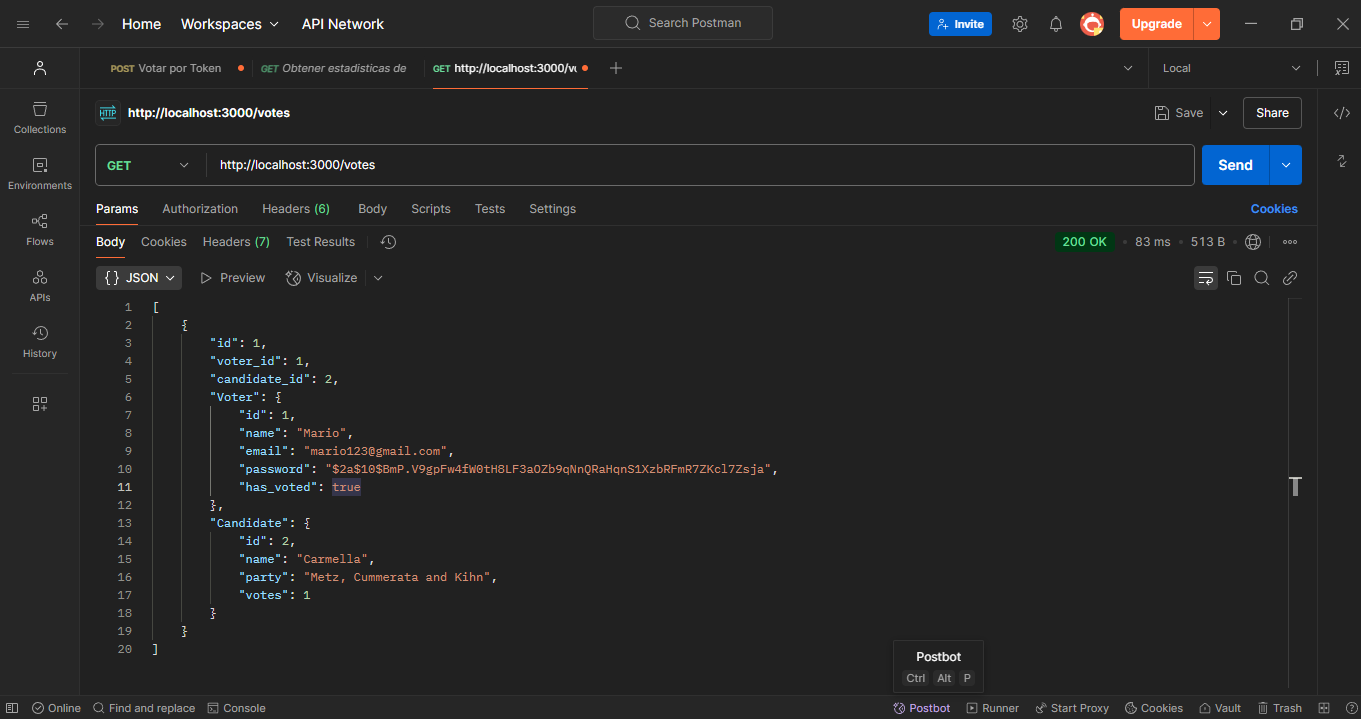 Home Workspaces API Network Search Postman Invite Upgrade
POST Votar por Token GET Obtener estadisticas de GET http://localhost:3000/vo Local
HTTP http://localhost:3000/votes Save Share
Collections
GET http://localhost:3000/votes Send
Environments
Params Authorization Headers (6) Body Scripts Tests Settings Cookies
Flows
Body Cookies Headers (7) Test Results 200 OK 83 ms 513 B
{ } JSON Preview Visualize
APIs
History
1 [
2 {
3 "id": 1,
4 "voter_id": 1,
5 "candidate_id": 2,
6 "Voter": {
7 "id": 1,
8 "name": "Mario",
9 "email": "mario123@gmail.com",
10 "password": "$2a$10$BmP.V9gpFw4fW0tH8LF3aOZb9qNnQRaHqnS1XzbRFmR7ZKcl7Zsja",
11 "has_voted": true
12 },
13 "Candidate": {
14 "id": 2,
15 "name": "Carmella",
16 "party": "Metz, Cummerata and Kihn",
17 "votes": 1
18 }
19 }
20 ]
Postbot
Ctrl Alt P
Online Find and replace Console Postbot Runner Start Proxy Cookies Vault Trash